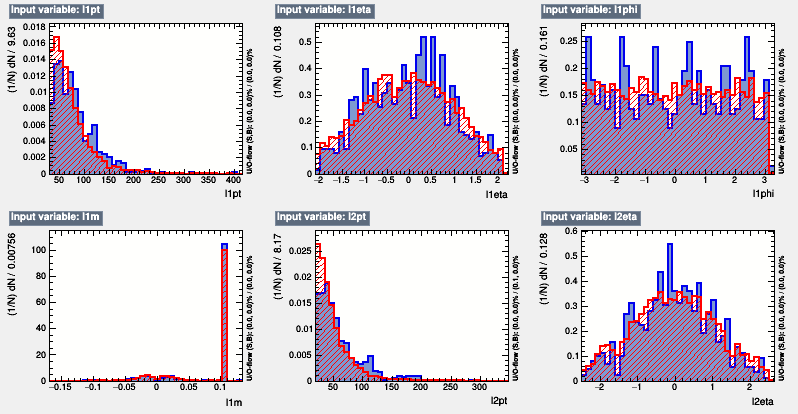 Input variable: l1pt
(1/N) dN / 9.63
0.018
0.016
0.014
0.012
0.01
0.008
0.006
0.004
0.002
0
50 100 150 200 250 300 350 400
l1pt
U/O-flow (S,B): (0.0, 0.0)% / (0.0, 0.0)%
Input variable: l1eta
(1/N) dN / 0.108
0.5
0.4
0.3
0.2
0.1
0
−2 −1.5 −1 −0.5 0 0.5 1 1.5 2
l1eta
U/O-flow (S,B): (0.0, 0.0)% / (0.0, 0.0)%
Input variable: l1phi
(1/N) dN / 0.161
0.25
0.2
0.15
0.1
0.05
−3 −2 −1 0 1 2 3
l1phi
U/O-flow (S,B): (0.0, 0.0)% / (0.0, 0.0)%
Input variable: l1m
(1/N) dN / 0.00756
100
80
60
40
20
0
−0.15 −0.1 −0.05 0 0.05 0.1
l1m
U/O-flow (S,B): (0.0, 0.0)% / (0.0, 0.0)%
Input variable: l2pt
(1/N) dN / 8.17
0.025
0.02
0.015
0.01
0.005
0
50 100 150 200 250 300
l2pt
U/O-flow (S,B): (0.0, 0.0)% / (0.1, 0.0)%
Input variable: l2eta
(1/N) dN / 0.128
0.6
0.5
0.4
0.3
0.2
0.1
0
−2 −1 0 1 2
l2eta
U/O-flow (S,B): (0.0, 0.0)% / (0.0, 0.0)%